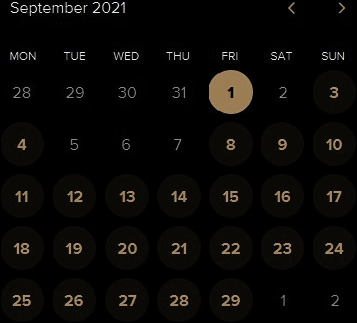 September 2021
MON TUE WED THU FRI SAT SUN
28 29 30 31 1 2 3
4 5 6 7 8 9 10
11 12 13 14 15 16 17
18 19 20 21 22 23 24
25 26 27 28 29 1 2